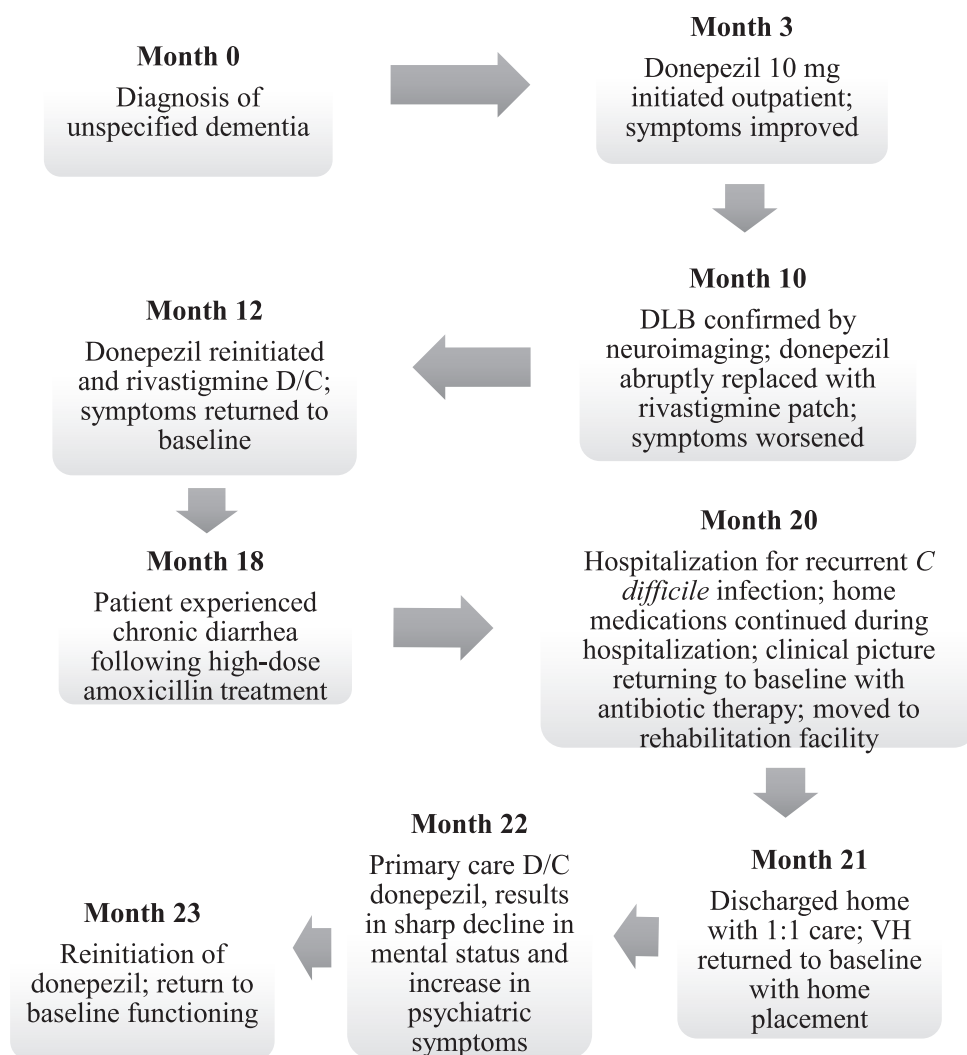 Month 0
Diagnosis of
unspecified dementia
Month 3
Donepezil 10 mg
initiated outpatient;
symptoms improved
Month 10
DLB confirmed by
neuroimaging; donepezil
abruptly replaced with
rivastigmine patch;
symptoms worsened
Month 12
Donepezil reinitiated
and rivastigmine D/C;
symptoms returned to
baseline
Month 18
Patient experienced
chronic diarrhea
following high-dose
amoxicillin treatment
Month 20
Hospitalization for recurrent C
difficile infection; home
medications continued during
hospitalization; clinical picture
returning to baseline with
antibiotic therapy; moved to
rehabilitation facility
Month 21
Discharged home
with 1:1 care; VH
returned to baseline
with home
placement
Month 22
Primary care D/C
donepezil, results
in sharp decline in
mental status and
increase in
psychiatric
symptoms
Month 23
Reinitiation of
donepezil; return to
baseline functioning